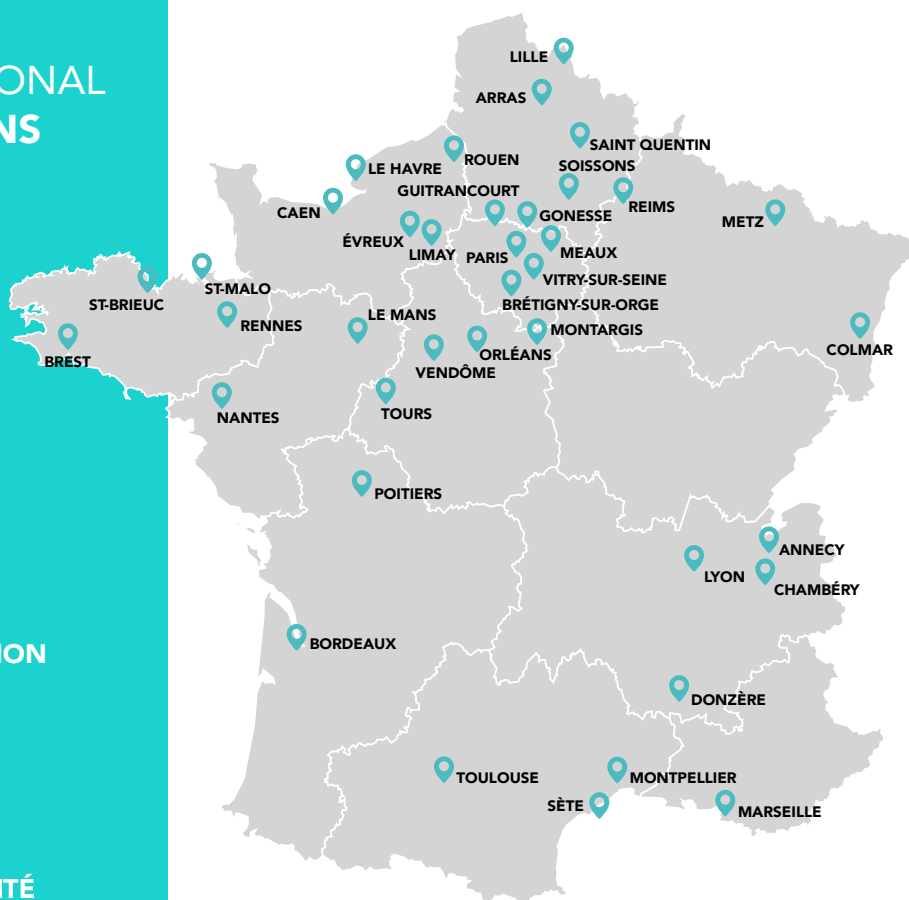 ONAL
NS
ION
ITÉ
LILLE
ARRAS
SAINT QUENTIN
ROUEN
SOISSONS
LE HAVRE
GUITRANCOURT
REIMS
CAEN
GONESSE
METZ
ÉVREUX
LIMAY
PARIS
MEAUX
VITRY-SUR-SEINE
ST-MALO
ST-BRIEUC
BRÉTIGNY-SUR-ORGE
LE MANS
RENNES
MONTARGIS
COLMAR
ORLÉANS
BREST
VENDÔME
TOURS
NANTES
POITIERS
ANNECY
LYON
CHAMBÉRY
BORDEAUX
DONZÈRE
TOULOUSE
MONTPELLIER
SÈTE
MARSEILLE